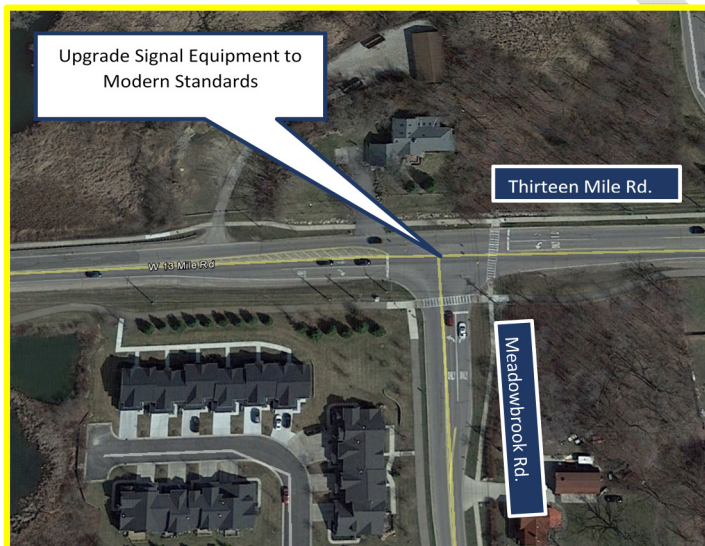 Upgrade Signal Equipment to
Modern Standards
Thirteen Mile Rd.
W 13 Mile Rd
Meadowbrook Rd.